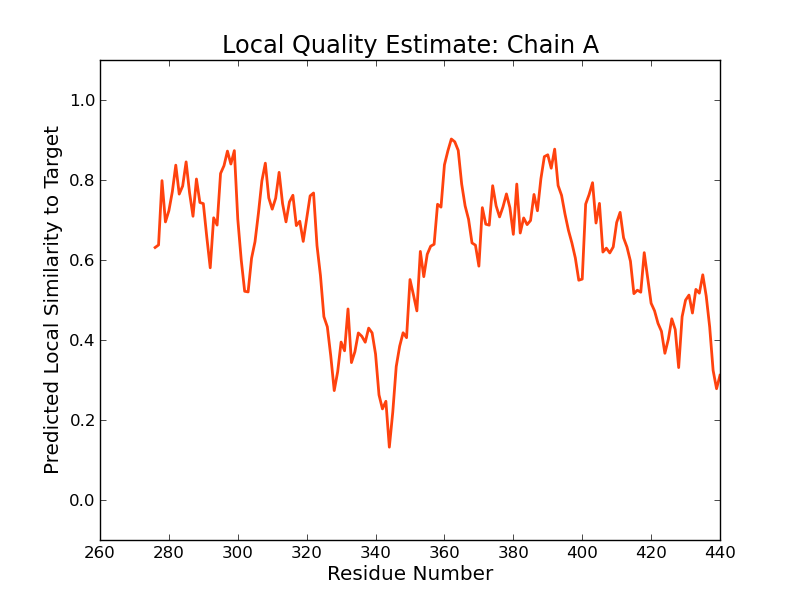 Local Quality Estimate: Chain A
Predicted Local Similarity to Target
1.0
0.8
0.6
0.4
0.2
0.0
260 280 300 320 340 360 380 400 420 440
Residue Number